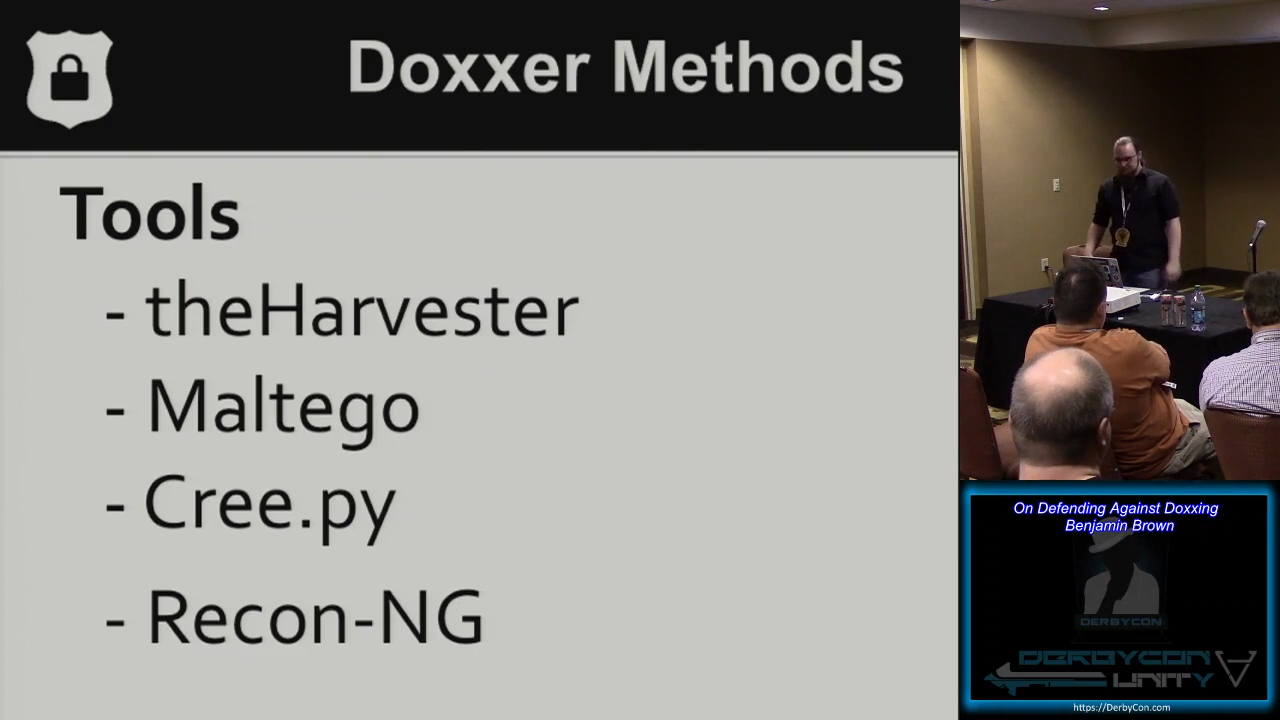 Doxxer Methods
Tools
- theHarvester
- Maltego
- Cree.py
- Recon-NG
On Defending Against Doxxing
Benjamin Brown
DERBYCON
DERBYCON
UNITY
https://DerbyCon.com